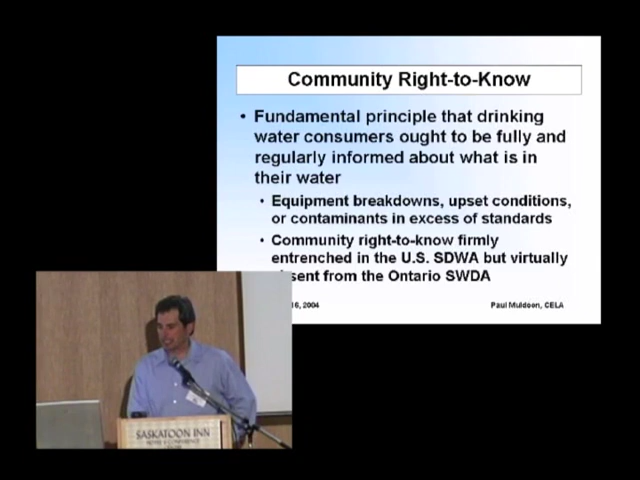 Community Right-to-Know
• Fundamental principle that drinking
water consumers ought to be fully and
regularly informed about what is in
their water
• Equipment breakdowns, upset conditions,
or contaminants in excess of standards
• Community right-to-know firmly
entrenched in the U.S. SDWA but virtually
sent from the Ontario SWDA
16, 2004 Paul Muldoon, CELA
SASKATOON INN